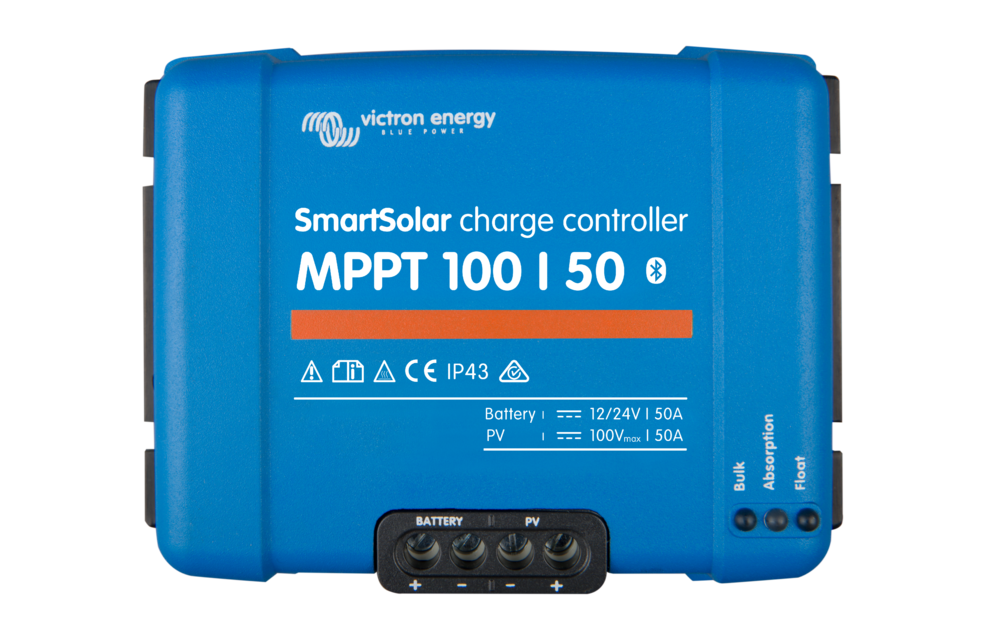 victron energy
BLUE POWER
SmartSolar charge controller
MPPT 100 | 50
CE IP43
Battery | 12/24V | 50A
PV | 100Vmax | 50A
Bulk
Absorption
Float
BATTERY || PV
+ - || - +